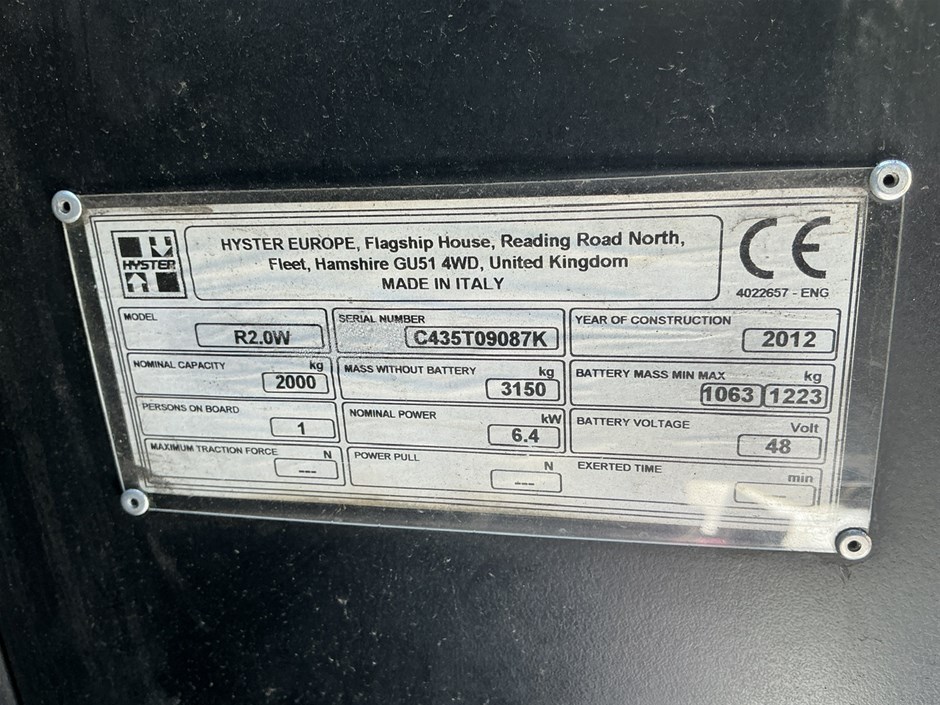 HYSTER
HYSTER EUROPE, Flagship House, Reading Road North,
Fleet, Hamshire GU51 4WD, United Kingdom
MADE IN ITALY
CE
4022657 - ENG
MODEL
R2.0W
SERIAL NUMBER
C435T09087K
YEAR OF CONSTRUCTION
2012
NOMINAL CAPACITY kg
2000
MASS WITHOUT BATTERY kg
3150
BATTERY MASS MIN MAX kg
1063 1223
PERSONS ON BOARD
1
NOMINAL POWER kW
6.4
BATTERY VOLTAGE Volt
48
MAXIMUM TRACTION FORCE N
---
POWER PULL N
---
EXERTED TIME min